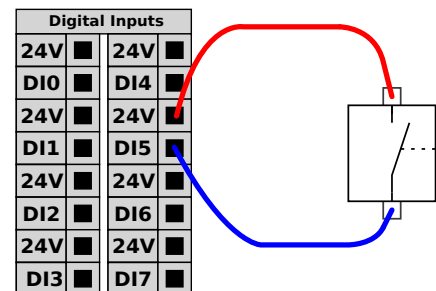 Digital Inputs
24V 24V
DI0 DI4
24V 24V
DI1 DI5
24V 24V
DI2 DI6
24V 24V
DI3 DI7